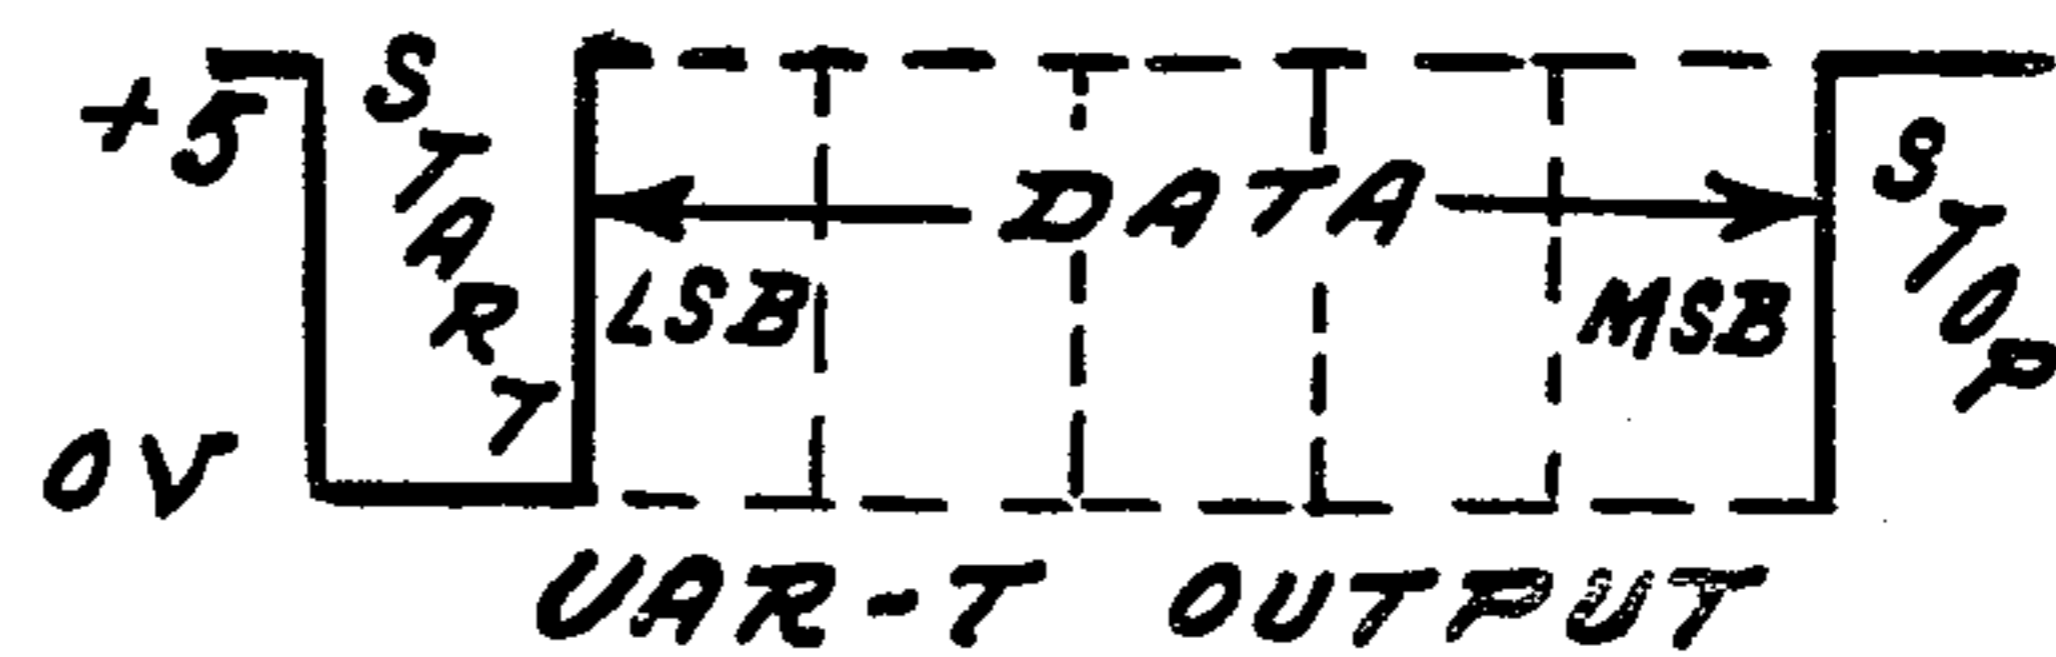 +5
START
DATA
STOP
LSB
MSB
0V
UAR-T OUTPUT